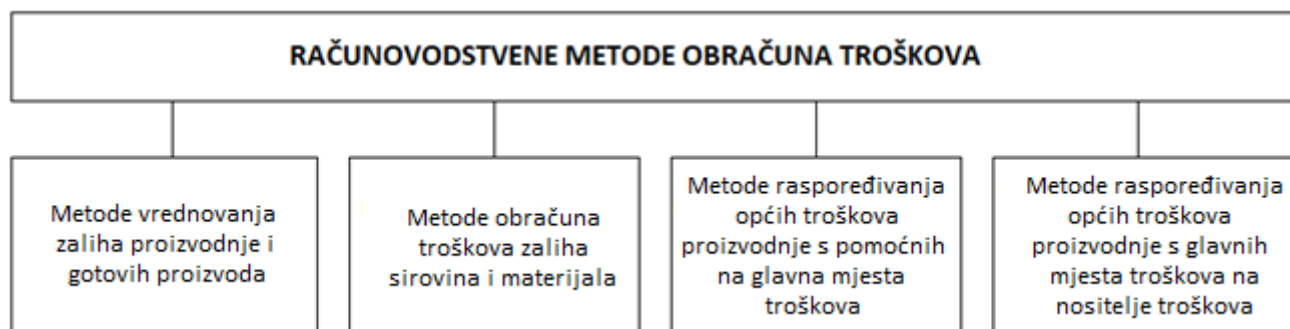 RAČUNOVODSTVENE METODE OBRAČUNA TROŠKOVA
Metode vrednovanja
zaliha proizvodnje i
gotovih proizvoda
Metode obračuna
troškova zaliha
sirovina i materijala
Metode raspoređivanja
općih troškova
proizvodnje s pomoćnih
na glavna mjesta
troškova
Metode raspoređivanja
općih troškova
proizvodnje s glavnih
mjesta troškova na
nositelje troškova